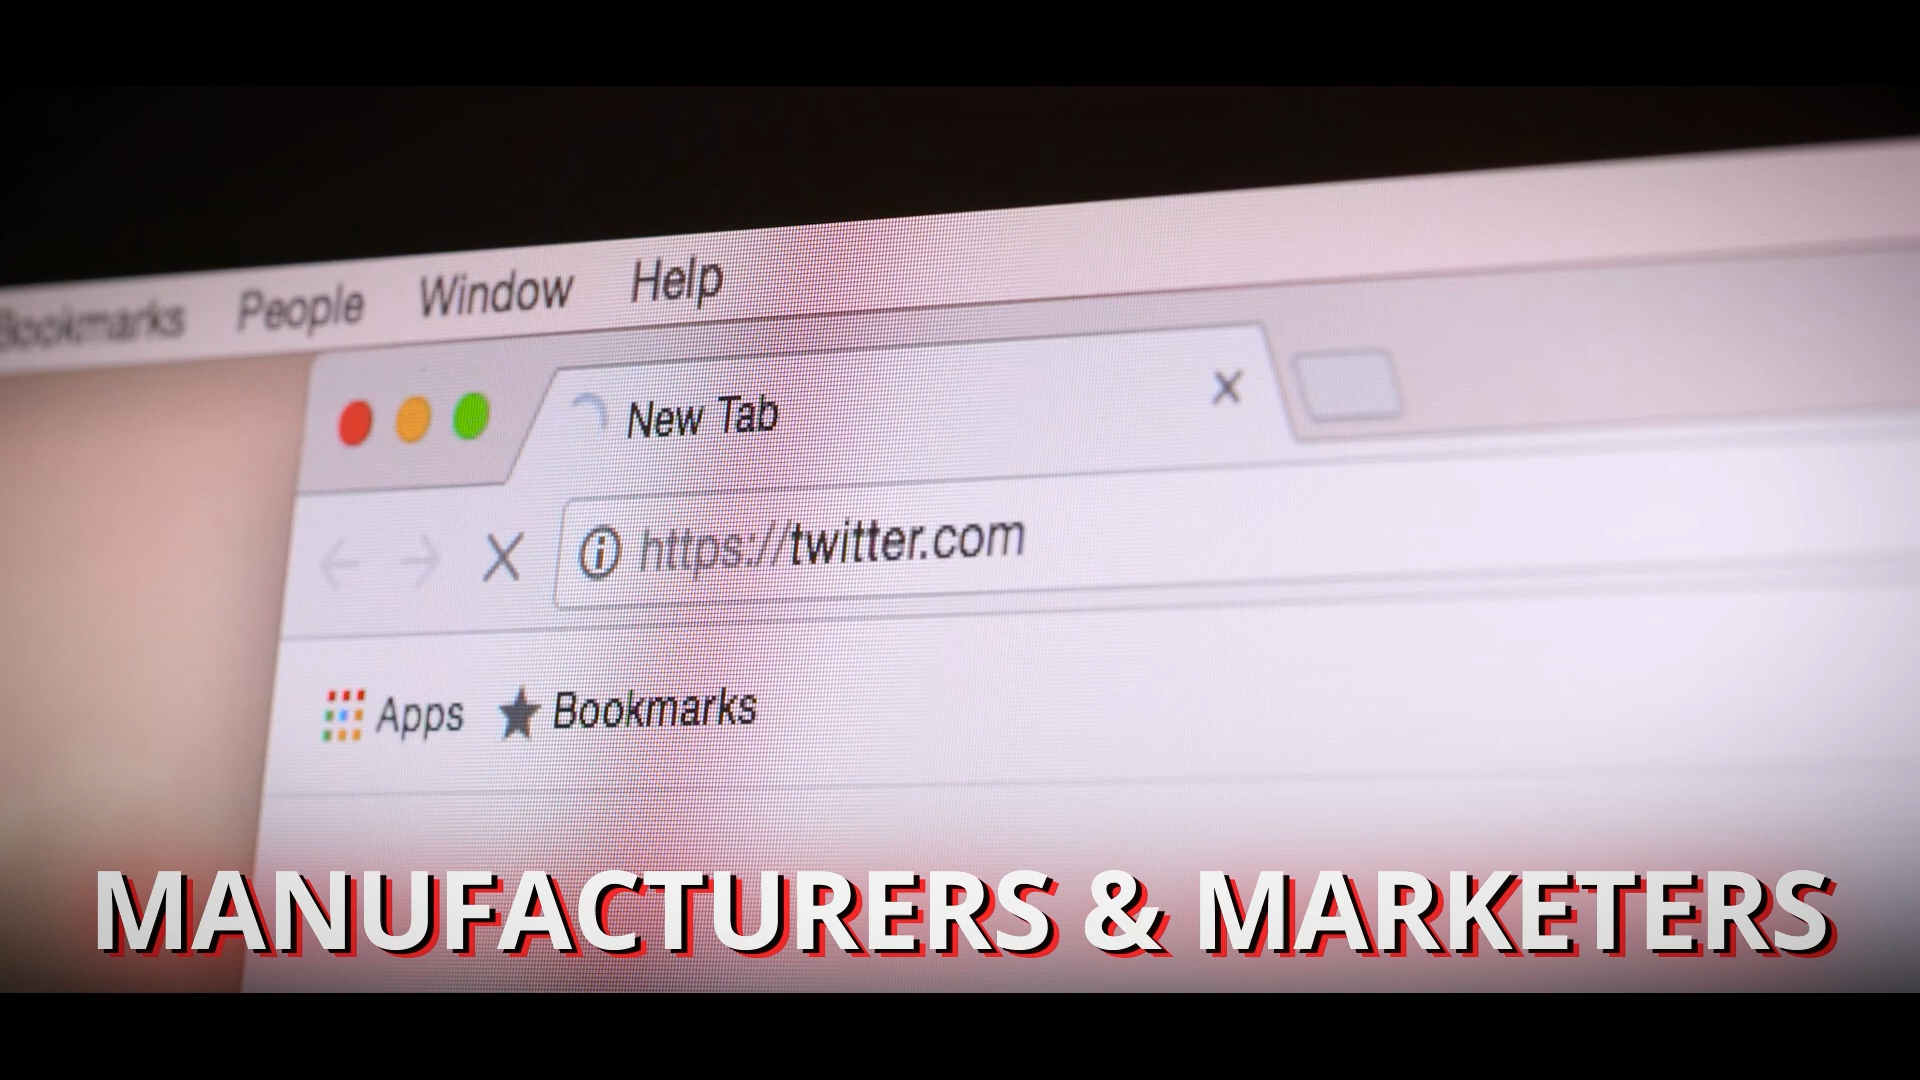 Bookmarks People Window Help
New Tab
https://twitter.com
Apps Bookmarks
MANUFACTURERS & MARKETERS